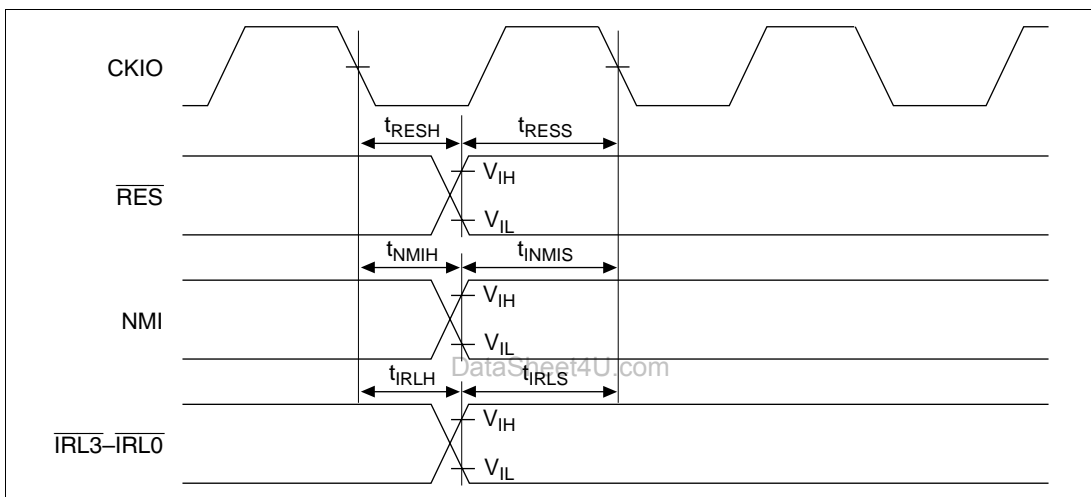 CKIO
tRESH tRESS
RES
VIH
VIL
tNMIH tINMIS
NMI
VIH
VIL
DataSheet4U.com
tIRLH tIRLS
IRL3–IRL0
VIH
VIL